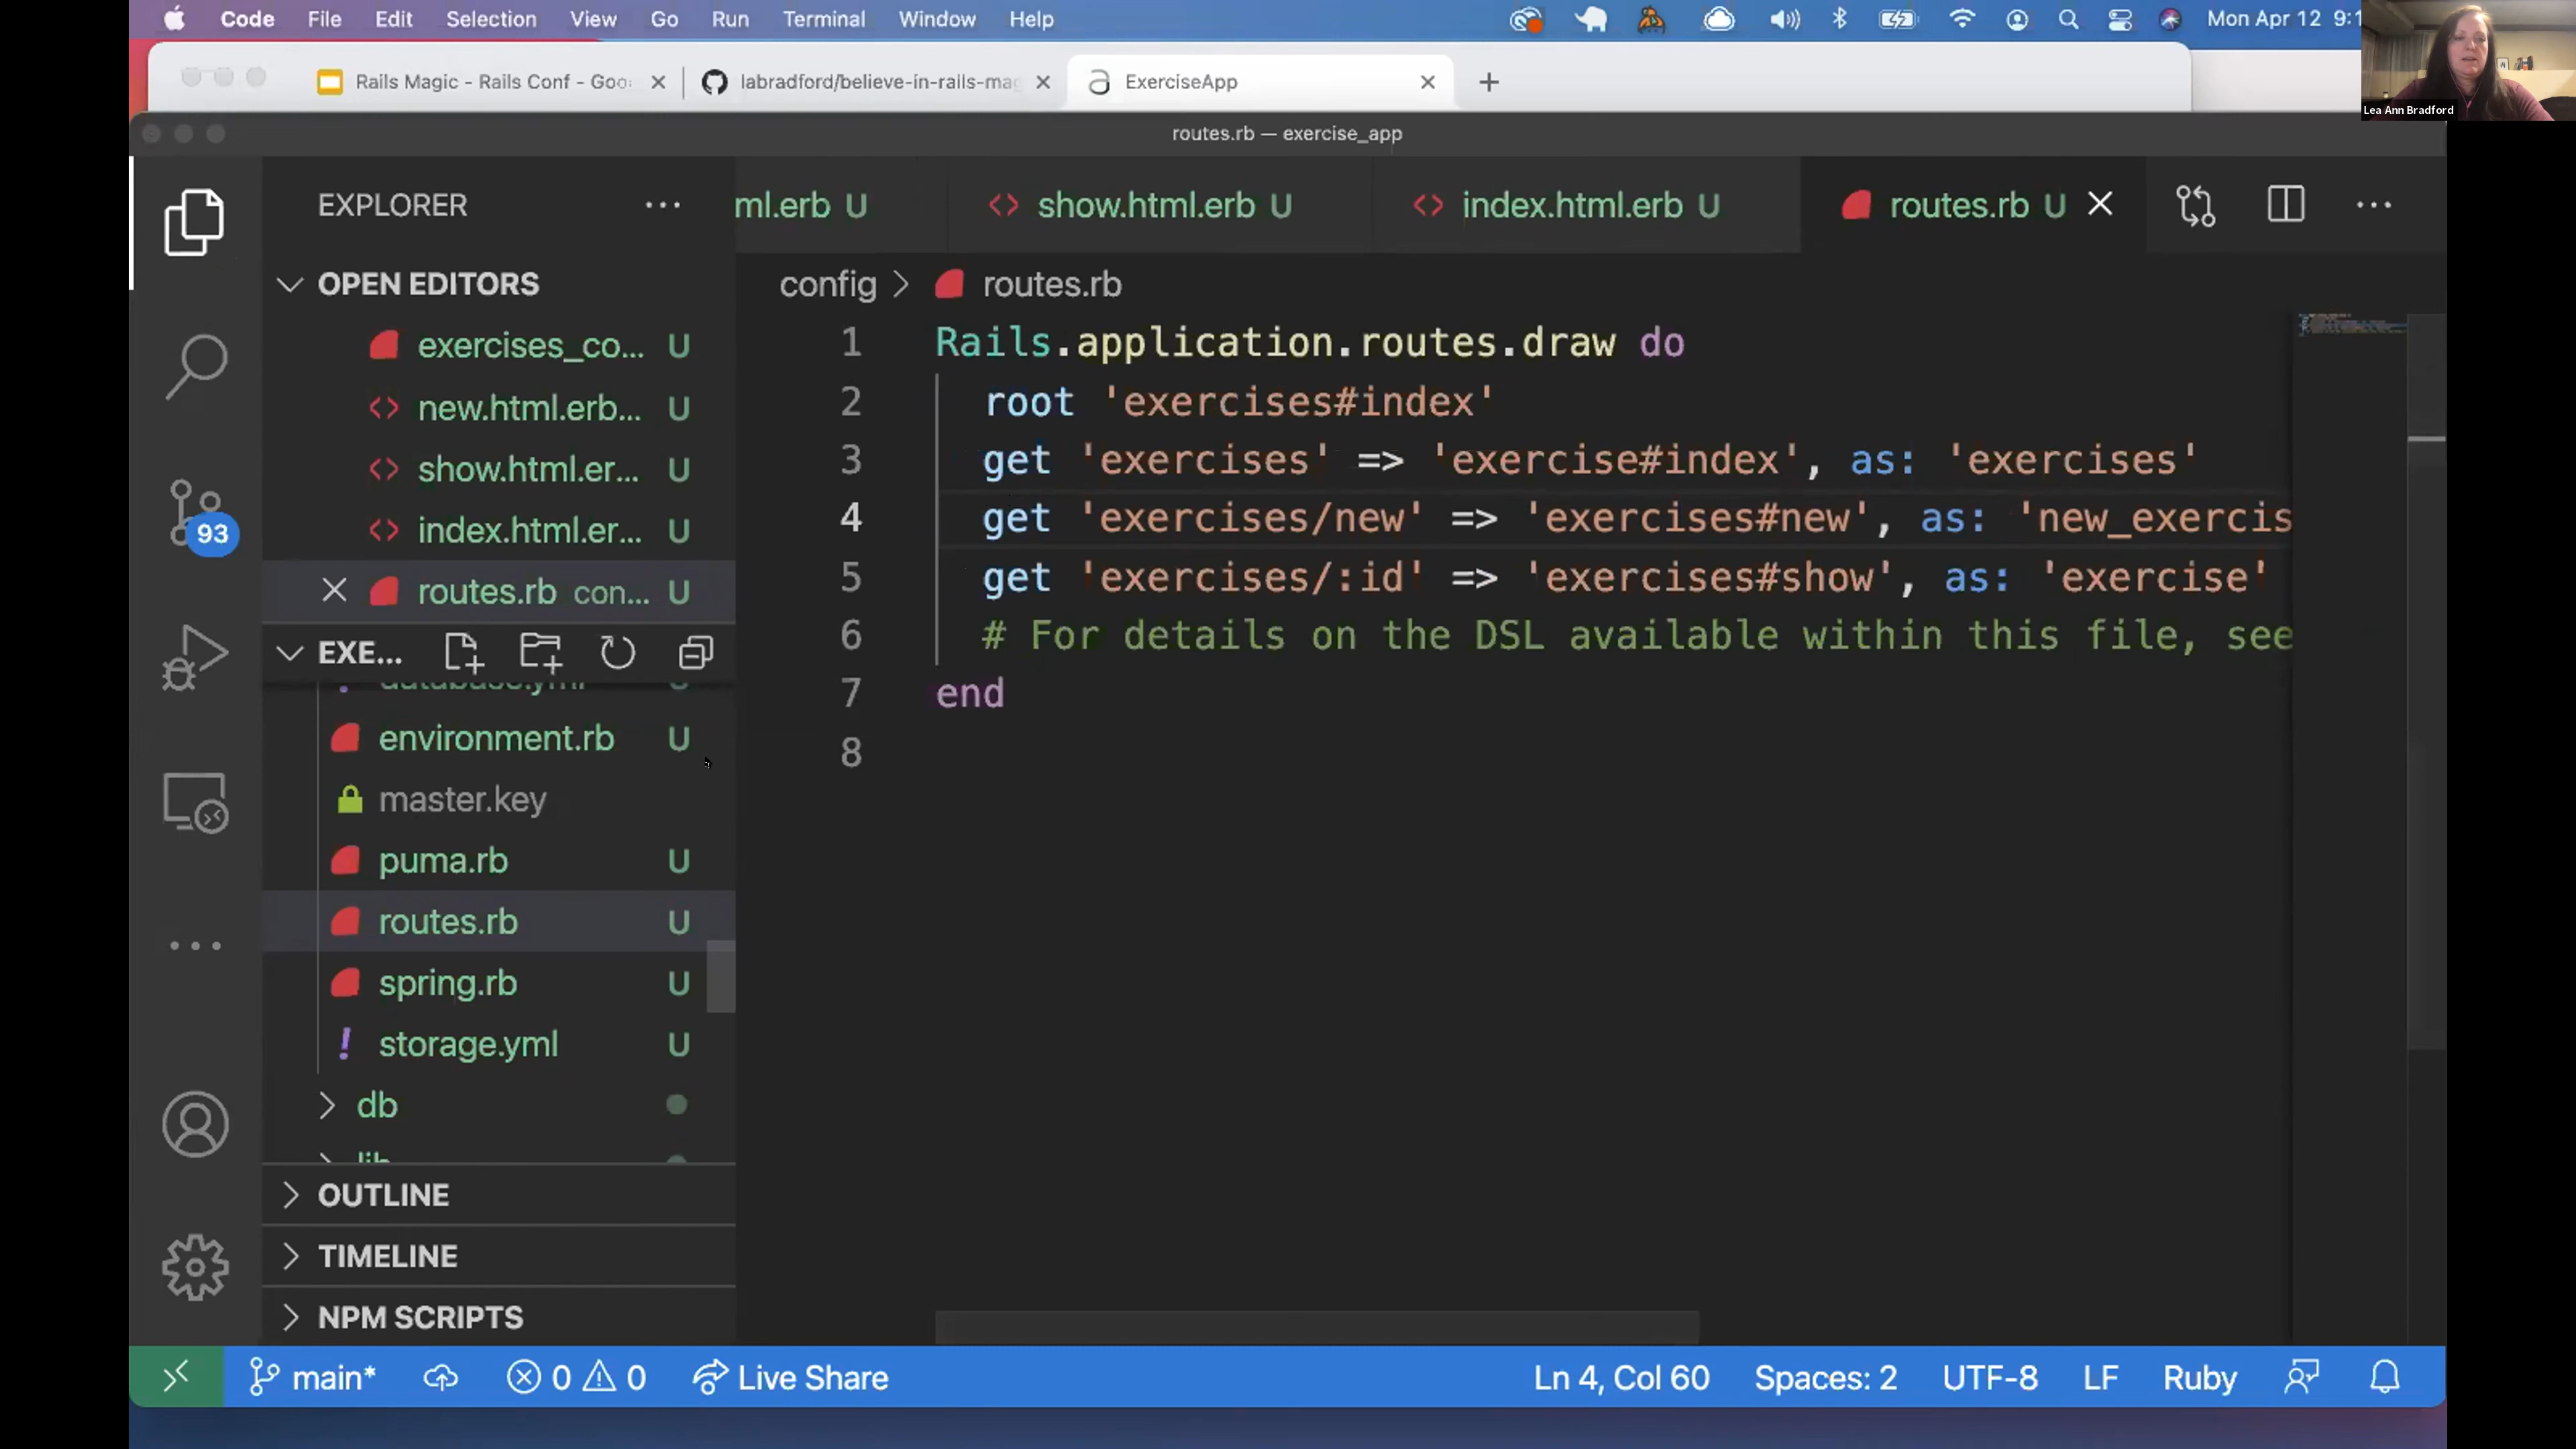 Code File Edit Selection View Go Run Terminal Window Help Mon Apr 12 9:1
Rails Magic - Rails Conf - Goo labradford/believe-in-rails-mag ExerciseApp
Lea Ann Bradford
routes.rb — exercise_app
EXPLORER
ml.erb U show.html.erb U index.html.erb U routes.rb U
OPEN EDITORS
exercises_co... U
new.html.erb... U
show.html.er... U
index.html.er... U
routes.rb con... U
EXE...
database.yml
environment.rb U
master.key
puma.rb U
routes.rb U
spring.rb U
storage.yml U
db
lib
OUTLINE
TIMELINE
NPM SCRIPTS
93
config > routes.rb
1 Rails.application.routes.draw do
2 root 'exercises#index'
3 get 'exercises' => 'exercise#index', as: 'exercises'
4 get 'exercises/new' => 'exercises#new', as: 'new_exercis
5 get 'exercises/:id' => 'exercises#show', as: 'exercise'
6 # For details on the DSL available within this file, see
7 end
8
main* 0 0 Live Share Ln 4, Col 60 Spaces: 2 UTF-8 LF Ruby